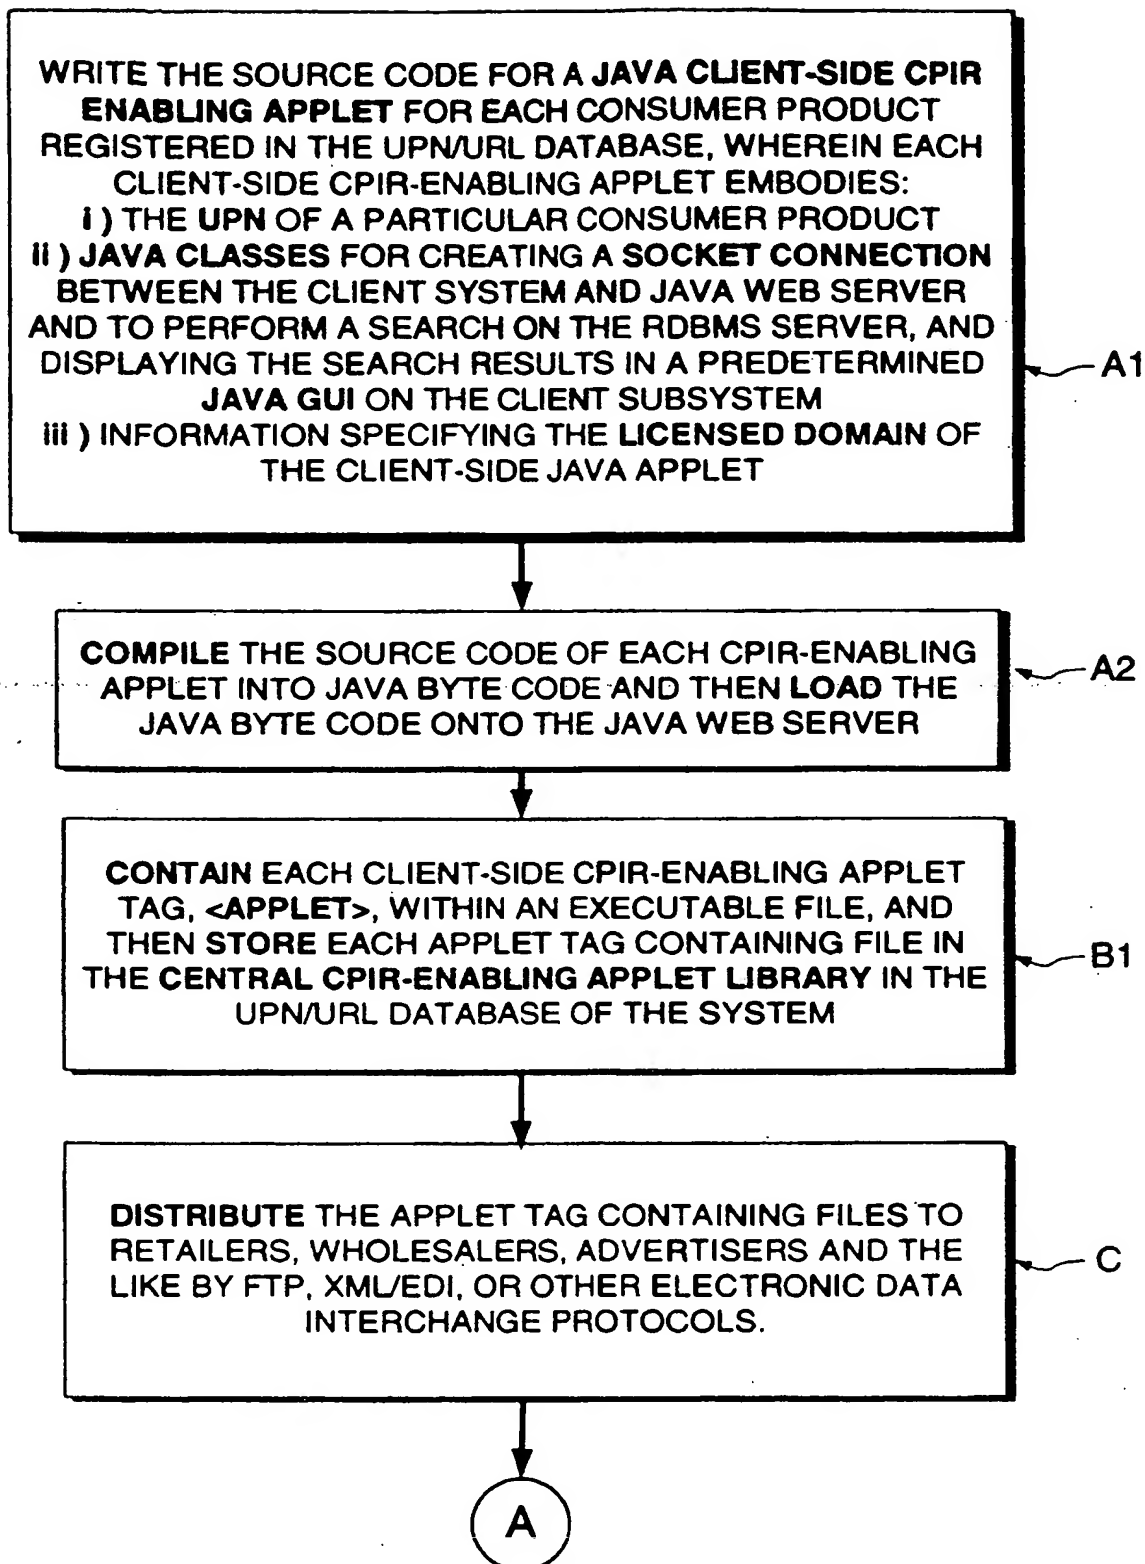 WRITE THE SOURCE CODE FOR A JAVA CLIENT-SIDE CPIR
ENABLING APPLET FOR EACH CONSUMER PRODUCT
REGISTERED IN THE UPN/URL DATABASE, WHEREIN EACH
CLIENT-SIDE CPIR-ENABLING APPLET EMBODIES:
i ) THE UPN OF A PARTICULAR CONSUMER PRODUCT
ii ) JAVA CLASSES FOR CREATING A SOCKET CONNECTION
BETWEEN THE CLIENT SYSTEM AND JAVA WEB SERVER
AND TO PERFORM A SEARCH ON THE RDBMS SERVER, AND
DISPLAYING THE SEARCH RESULTS IN A PREDETERMINED
JAVA GUI ON THE CLIENT SUBSYSTEM
iii ) INFORMATION SPECIFYING THE LICENSED DOMAIN OF
THE CLIENT-SIDE JAVA APPLET
A1
COMPILE THE SOURCE CODE OF EACH CPIR-ENABLING
APPLET INTO JAVA BYTE CODE AND THEN LOAD THE
JAVA BYTE CODE ONTO THE JAVA WEB SERVER
A2
CONTAIN EACH CLIENT-SIDE CPIR-ENABLING APPLET
TAG, <APPLET>, WITHIN AN EXECUTABLE FILE, AND
THEN STORE EACH APPLET TAG CONTAINING FILE IN
THE CENTRAL CPIR-ENABLING APPLET LIBRARY IN THE
UPN/URL DATABASE OF THE SYSTEM
B1
DISTRIBUTE THE APPLET TAG CONTAINING FILES TO
RETAILERS, WHOLESALERS, ADVERTISERS AND THE
LIKE BY FTP, XML/EDI, OR OTHER ELECTRONIC DATA
INTERCHANGE PROTOCOLS.
C
A